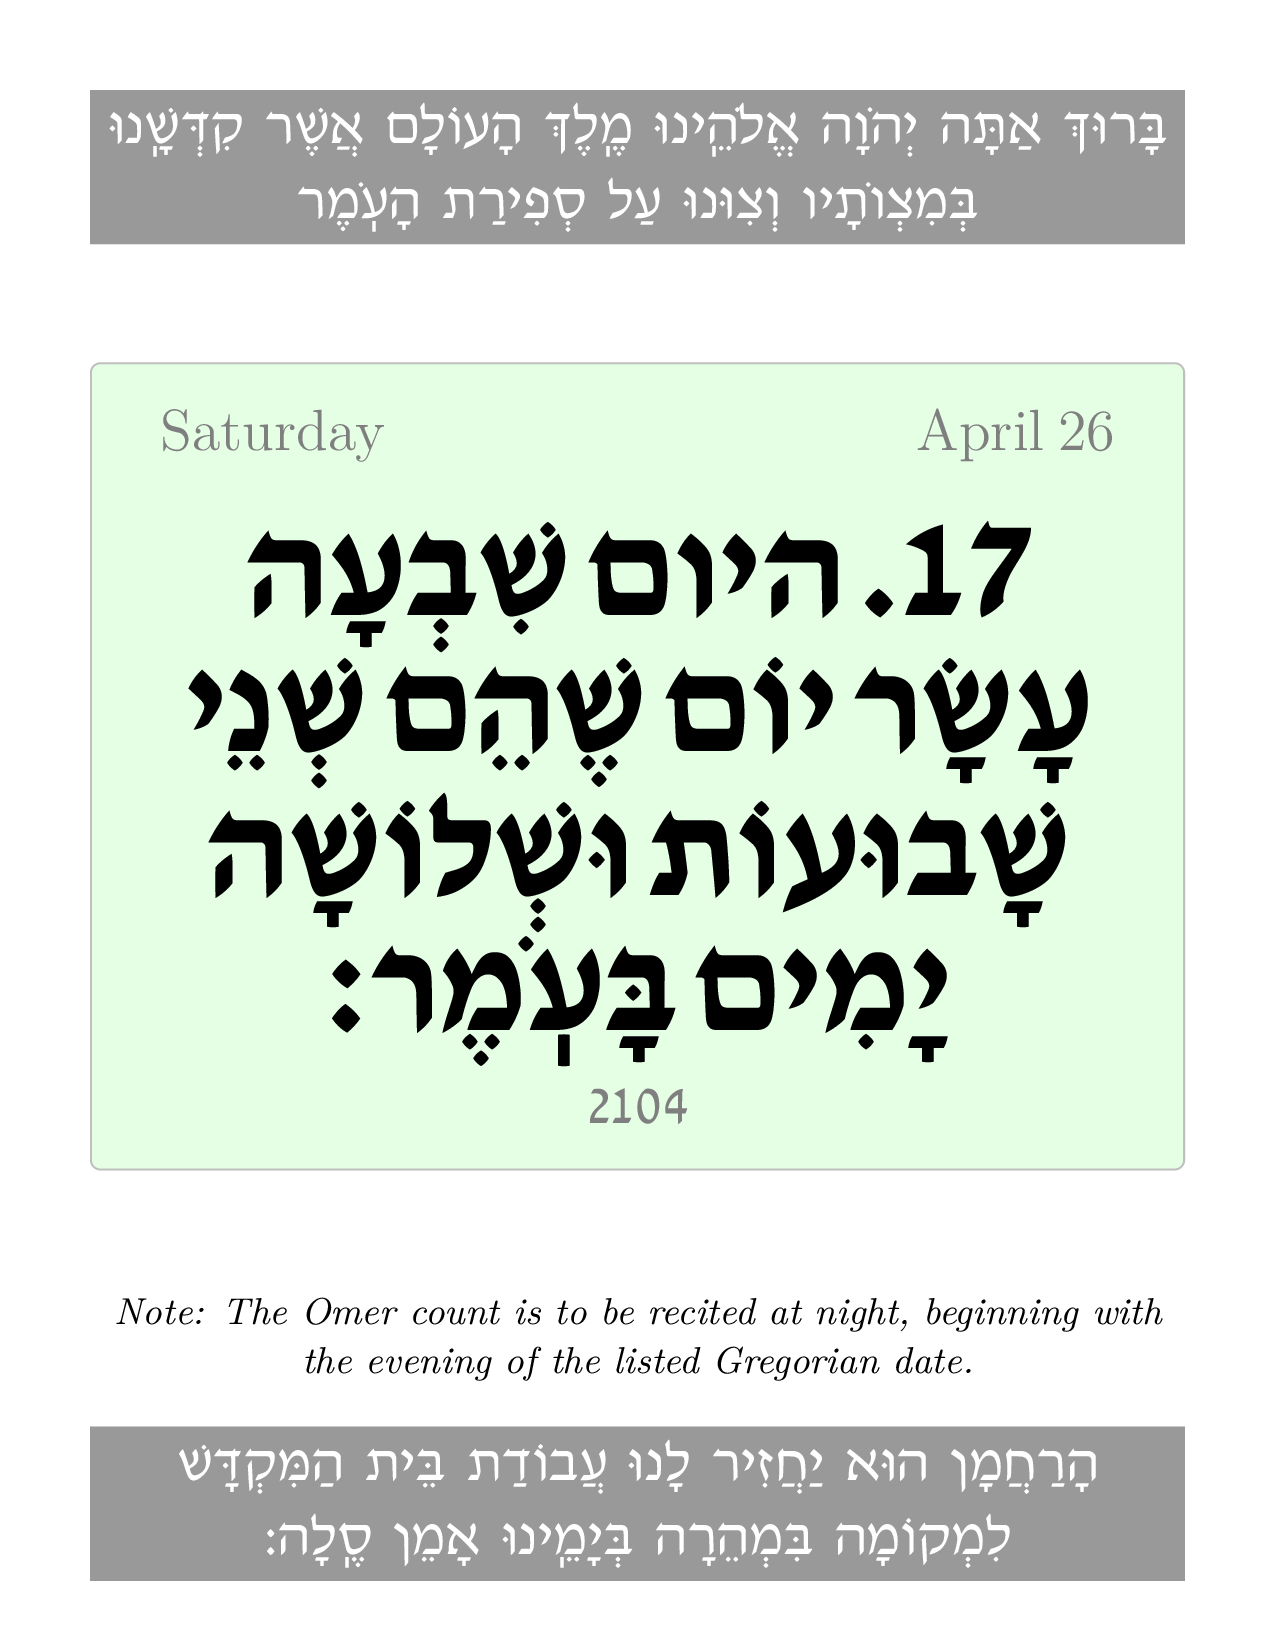 בָּרוּךְ אַתָּה יְהֹוָה אֱלֹהֵֽינוּ מֶֽלֶךְ הָעוֹלָם אֲשֶׁר קִדְּשָֽׁנוּ
בְּמִצְוֹתָיו וְצִוּנוּ עַל סְפִירַת הָעֹֽמֶר
Saturday April 26
17. היום שִׁבְעָה
עָשָׂר יוֹם שֶׁהֵם שְׁנֵי
שָׁבוּעוֹת וּשְׁלוֹשָׁה
יָמִים בָּעֹֽמֶר:
2104
Note: The Omer count is to be recited at night, beginning with
the evening of the listed Gregorian date.
הָרַחֲמָן הוּא יַחֲזִיר לָנוּ עֲבוֹדַת בֵּית הַמִּקְדָּשׁ
לִמְקוֹמָה בִּמְהֵרָה בְּיָמֵֽינוּ אָמֵן סֶֽלָה: